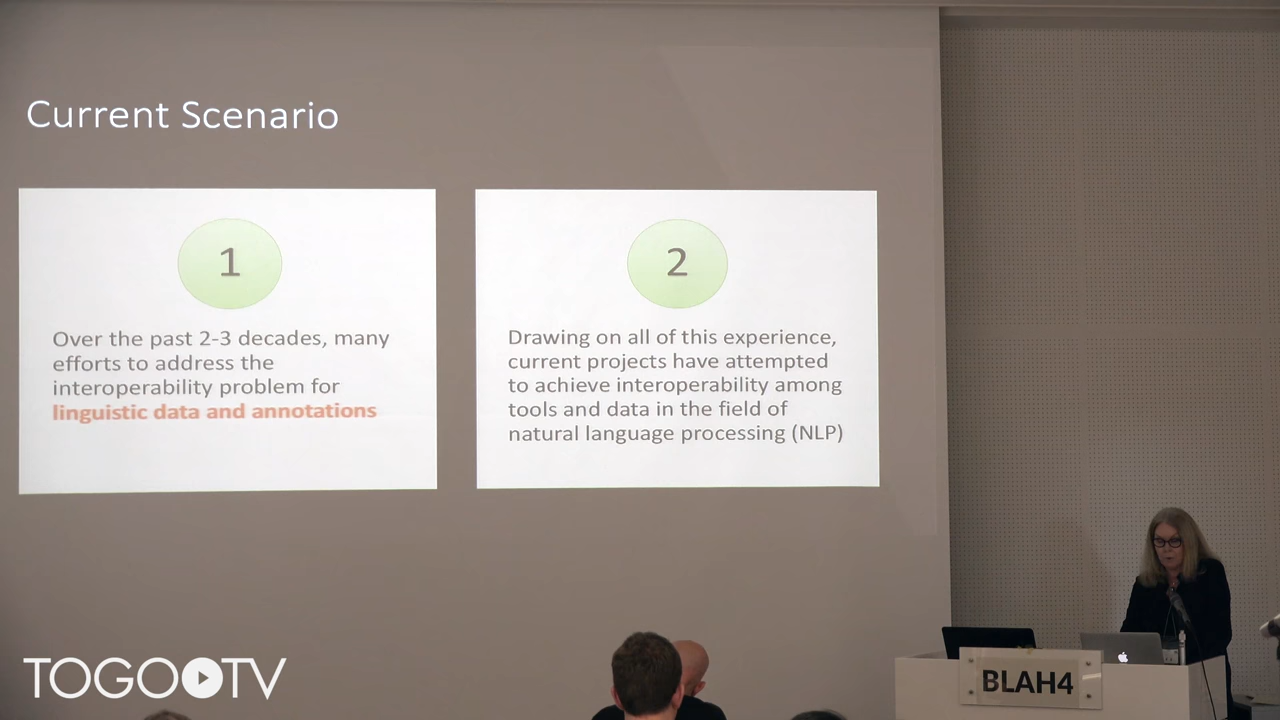 Current Scenario
1
Over the past 2-3 decades, many
efforts to address the
interoperability problem for
linguistic data and annotations
2
Drawing on all of this experience,
current projects have attempted
to achieve interoperability among
tools and data in the field of
natural language processing (NLP)
BLAH4
TOGOTV